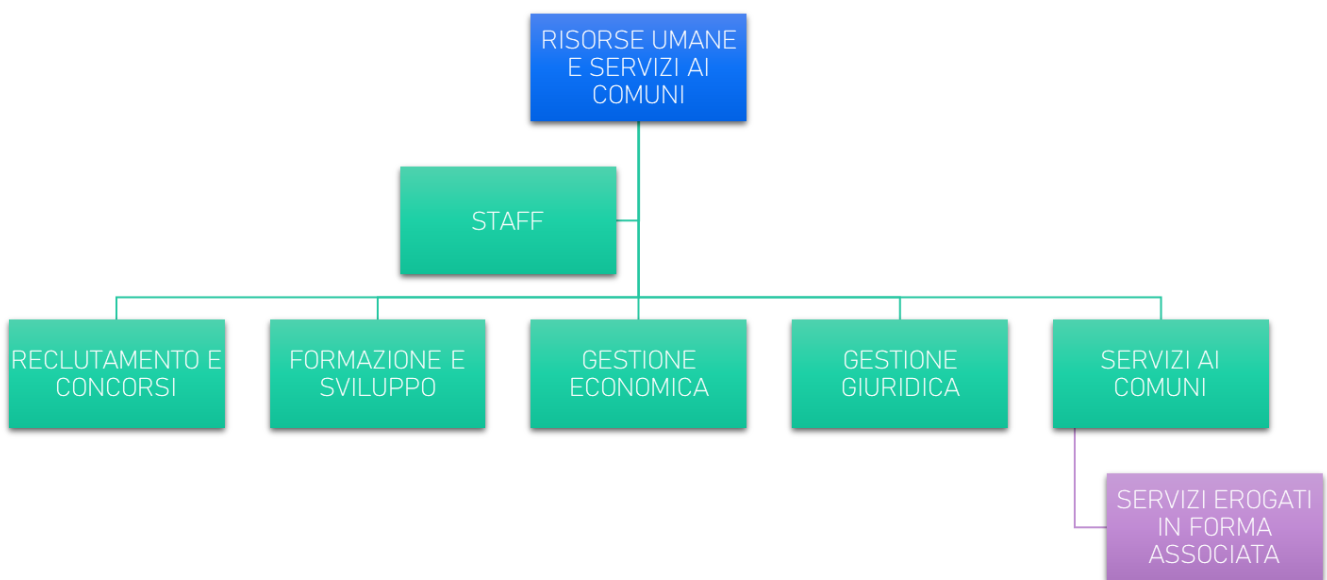 RISORSE UMANE
E SERVIZI AI
COMUNI
STAFF
RECLUTAMENTO E
CONCORSI
FORMAZIONE E
SVILUPPO
GESTIONE
ECONOMICA
GESTIONE
GIURIDICA
SERVIZI AI
COMUNI
SERVIZI EROGATI
IN FORMA
ASSOCIATA